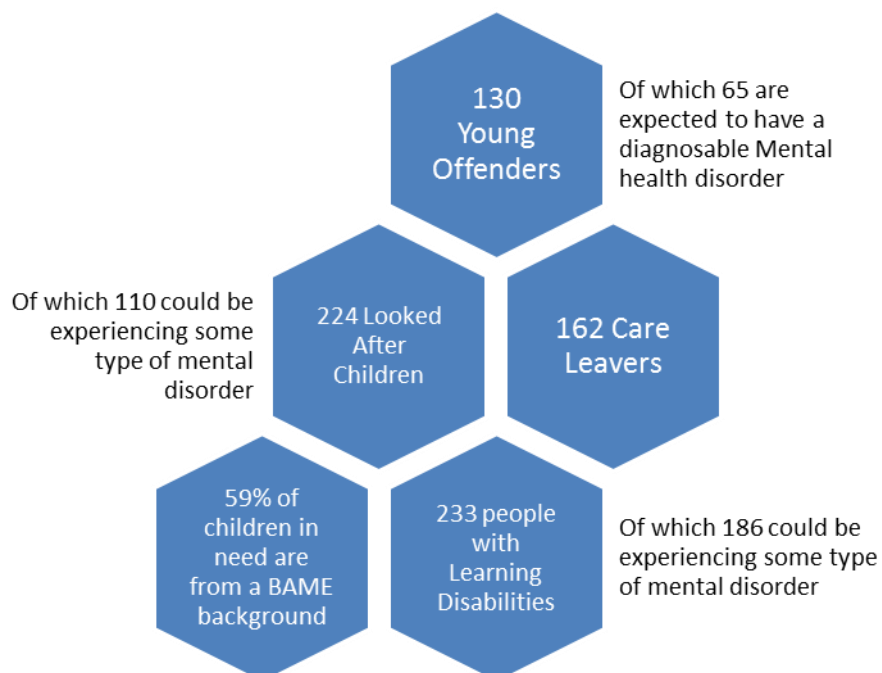 130
Young
Offenders
Of which 65 are
expected to have a
diagnosable Mental
health disorder
Of which 110 could be
experiencing some
type of mental
disorder
224 Looked
After
Children
162 Care
Leavers
59% of
children in
need are
from a BAME
background
233 people
with
Learning
Disabilities
Of which 186 could be
experiencing some type
of mental disorder